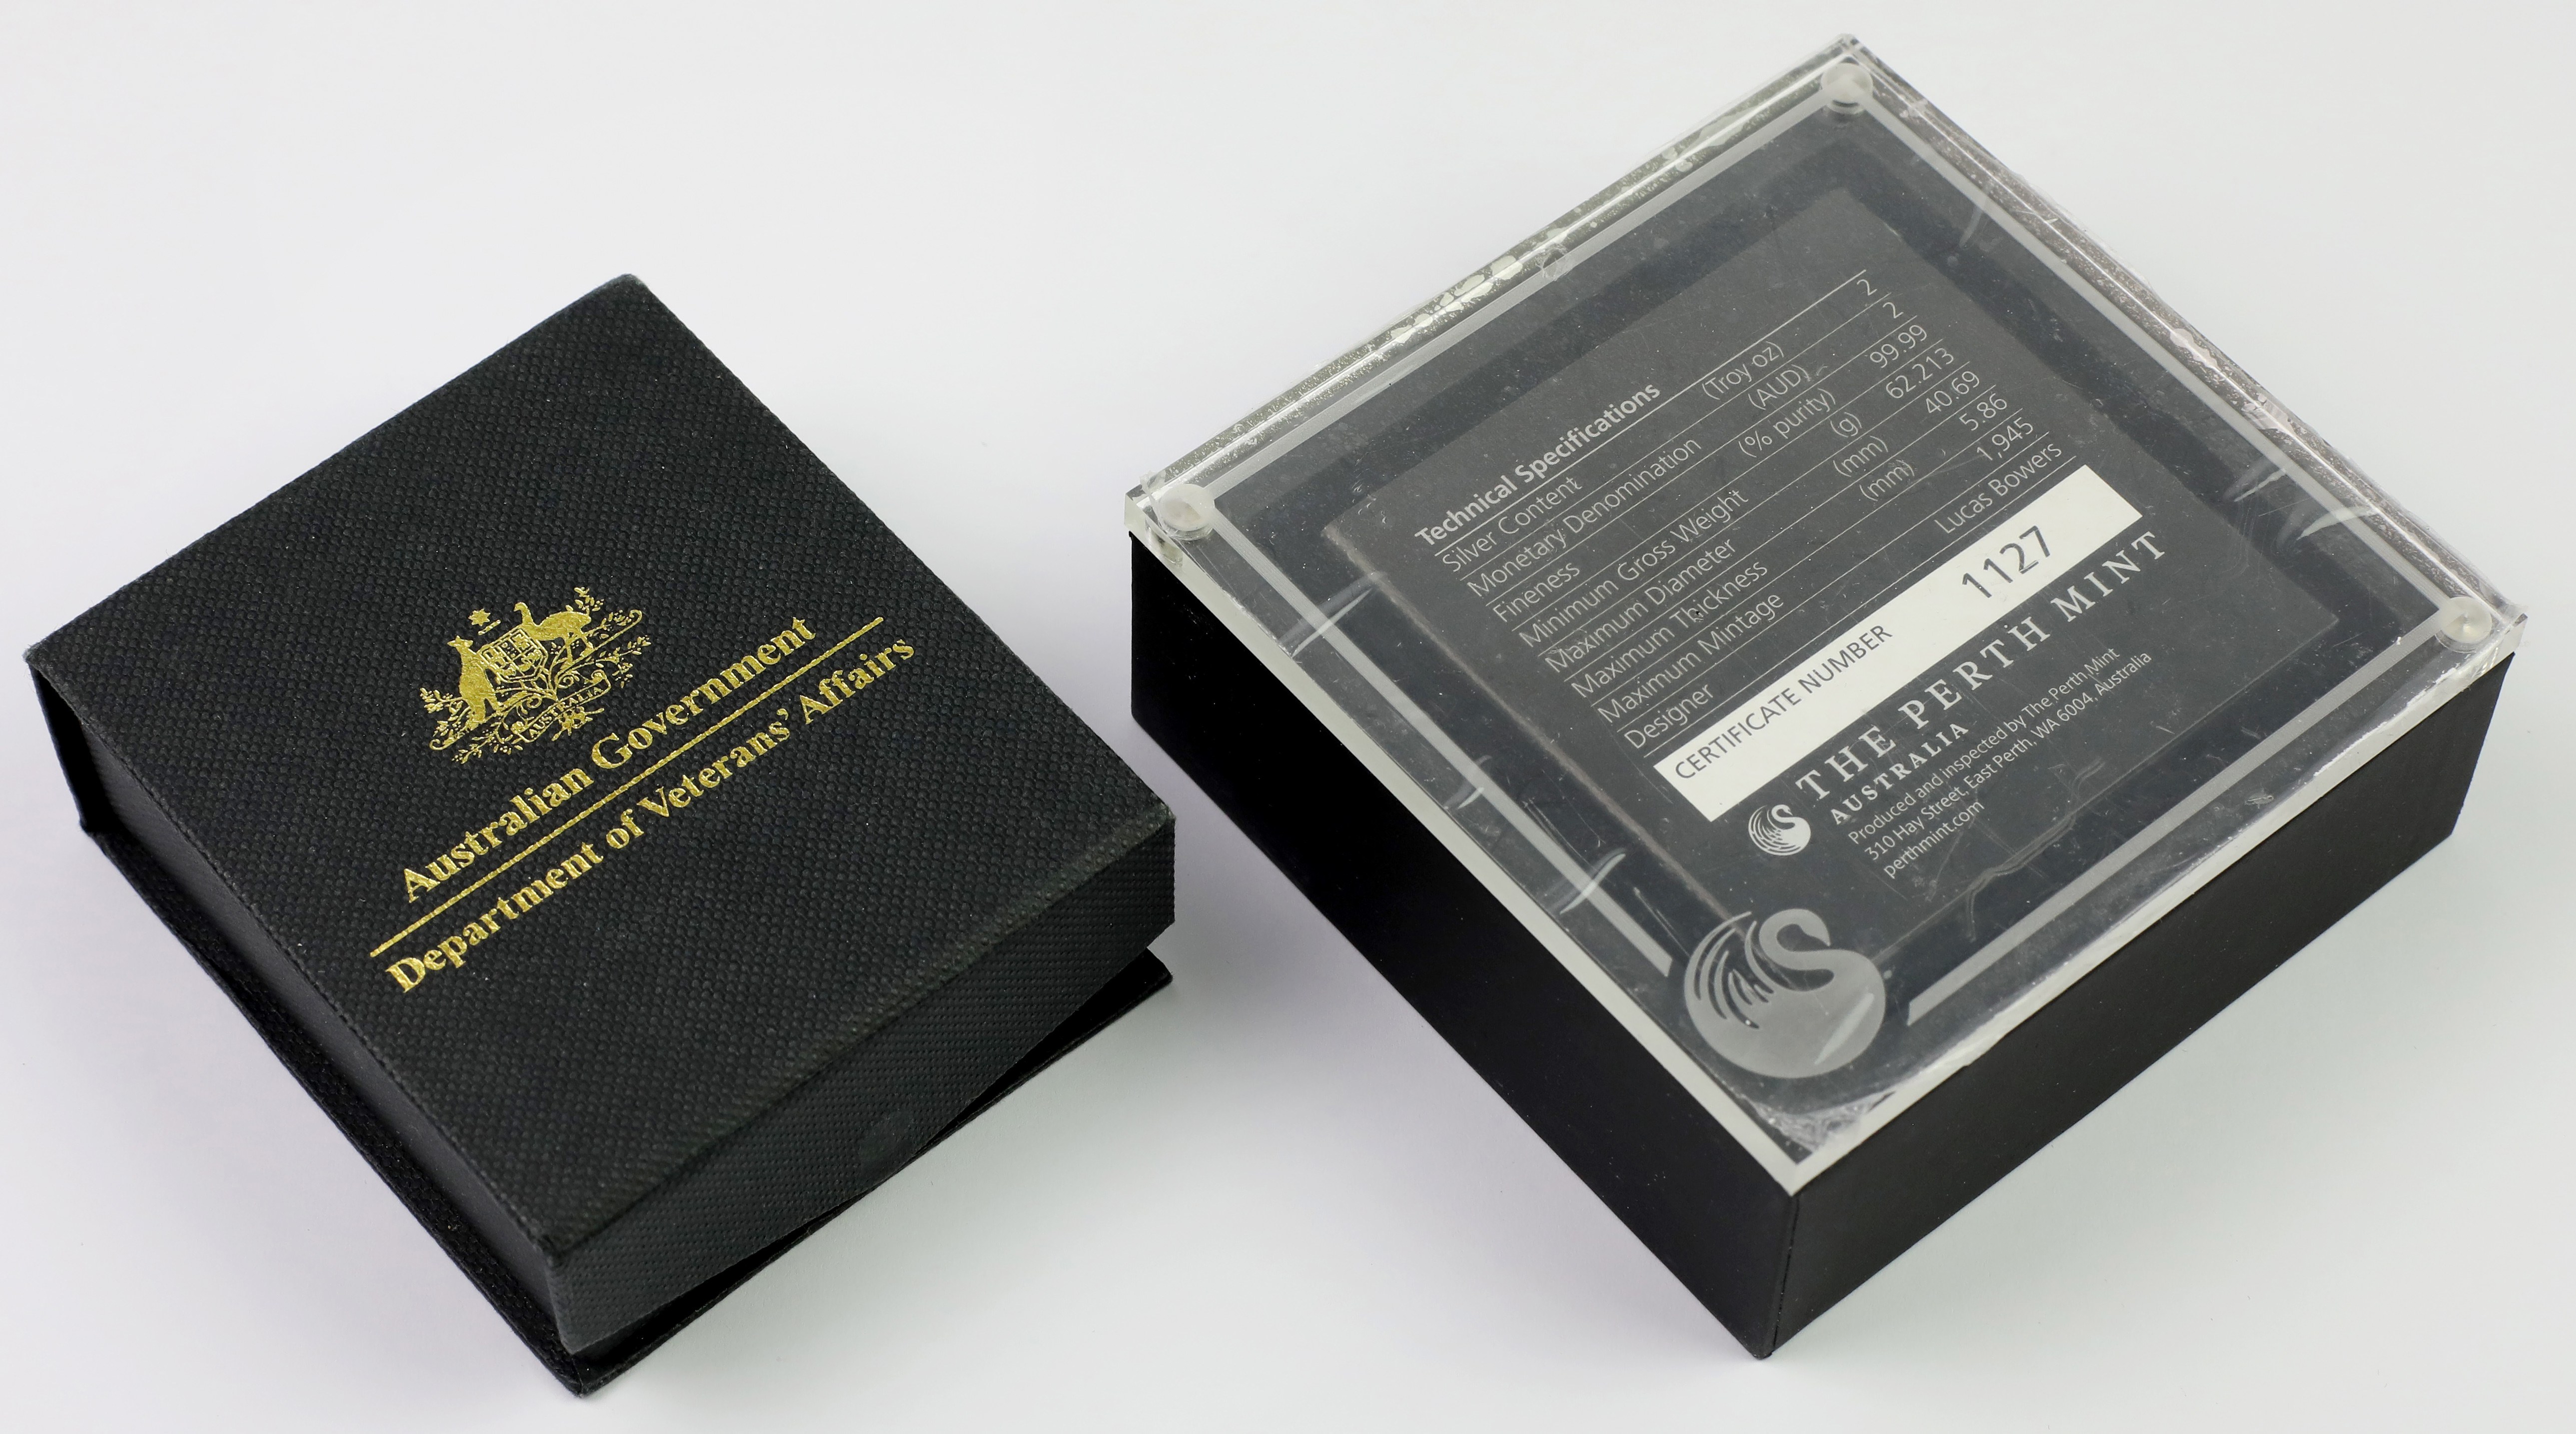 AUSTRALIA
Australian Government
Department of Veterans' Affairs
Technical Specifications
Silver Content (Troy oz) 2
Monetary Denomination (AUD) 2
Fineness (% purity) 99.99
Minimum Gross Weight (g) 62.213
Maximum Diameter (mm) 40.69
Maximum Thickness (mm) 5.86
Maximum Mintage 1,945
Designer Lucas Bowers
CERTIFICATE NUMBER 1127
THE PERTH MINT
AUSTRALIA
Produced and inspected by The Perth Mint
310 Hay Street, East Perth, WA 6004, Australia
perthmint.com